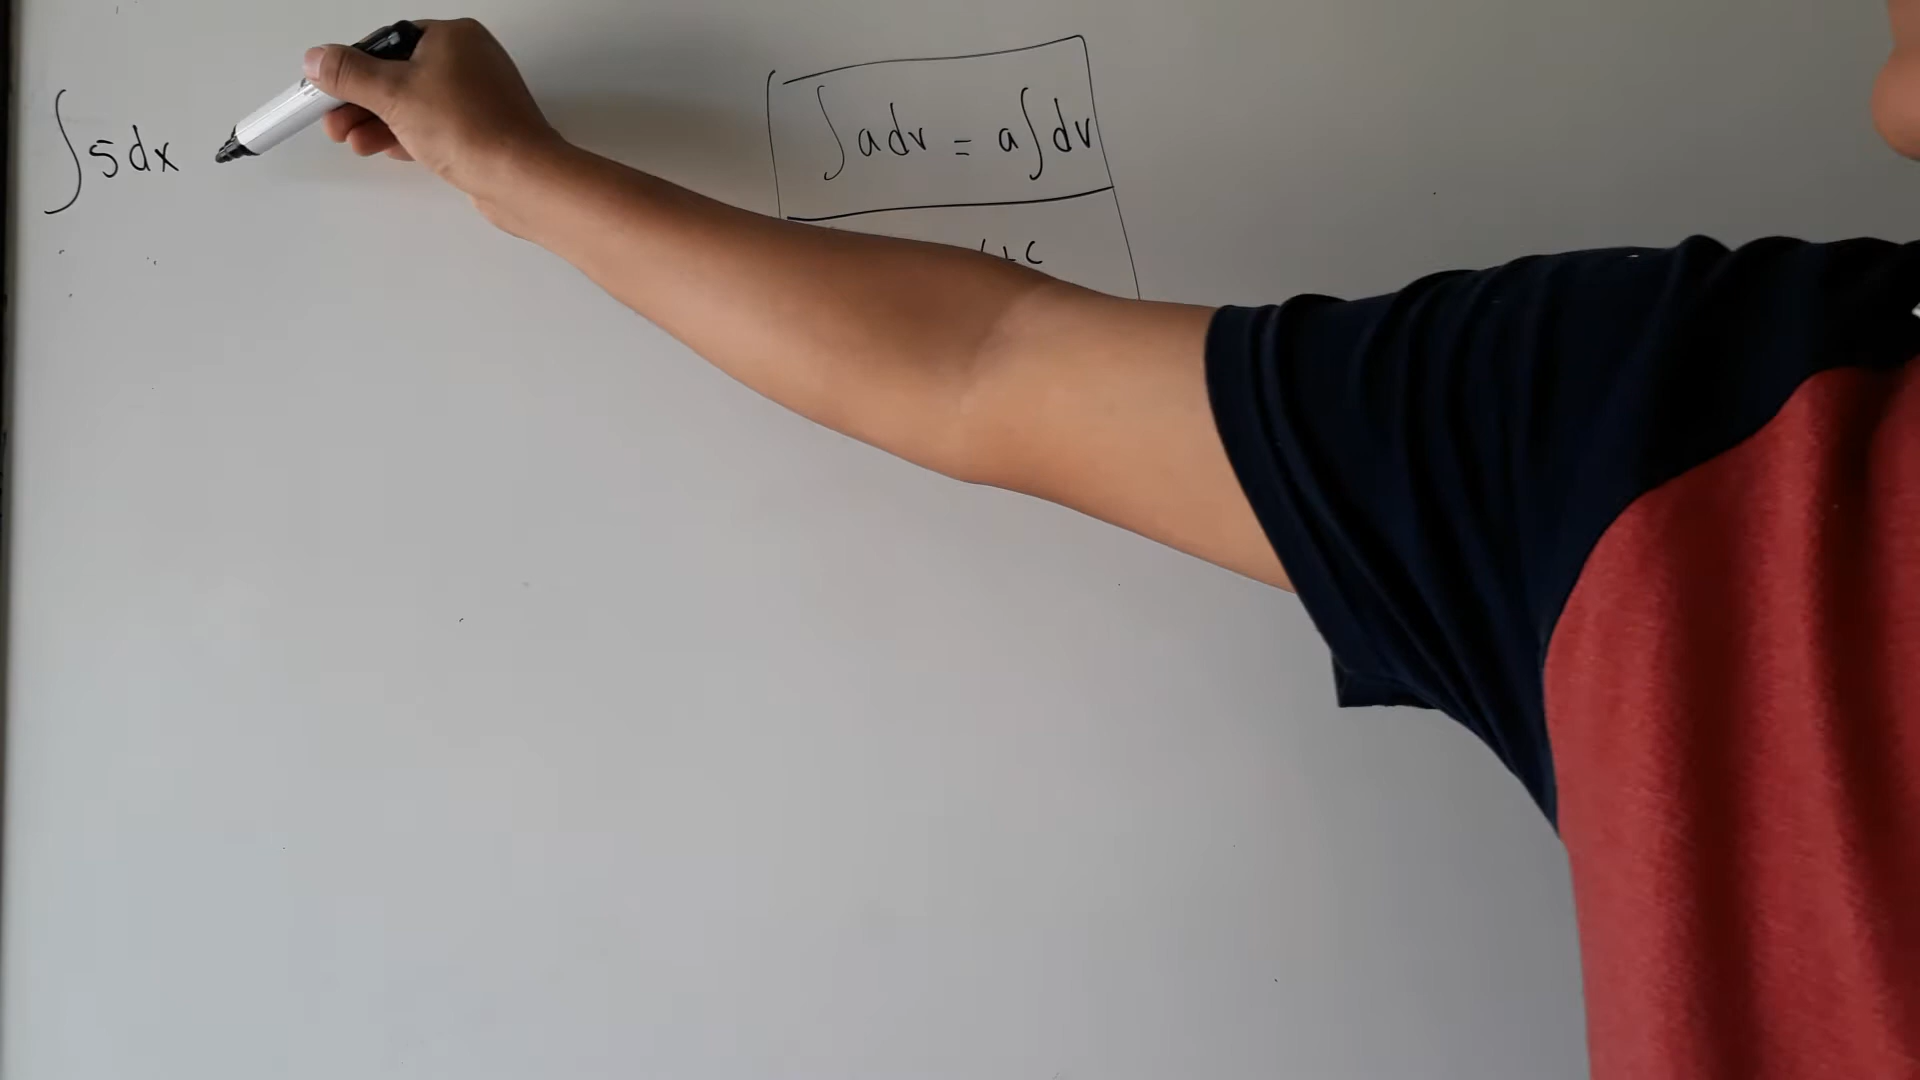 ∫5dx
∫adv = a∫dv
+c